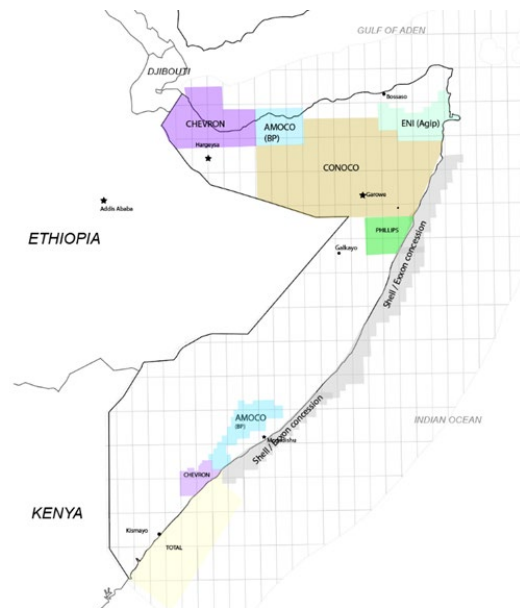 GULF OF ADEN
DJIBOUTI
Bossaso
CHEVRON
AMOCO
(BP)
ENI (Agip)
Hargeysa
CONOCO
Addis Ababa
Garowe
ETHIOPIA
PHILLIPS
Galkayo
Shell / Exxon concession
AMOCO
(BP)
INDIAN OCEAN
Mogadishu
Shell / Exxon concession
CHEVRON
KENYA
Kismayo
TOTAL